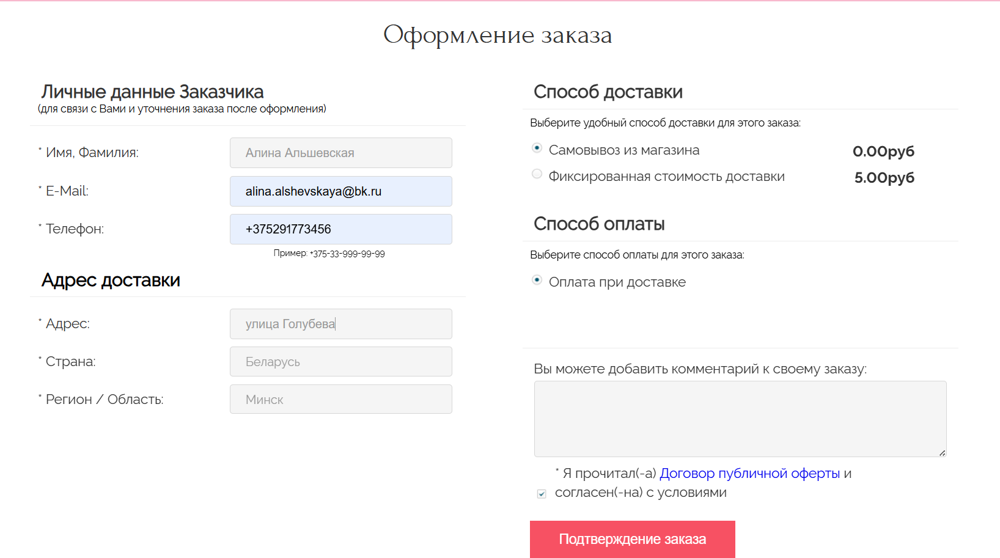 Оформление заказа
Личные данные Заказчика
(для связи с Вами и уточнения заказа после оформления)
* Имя, Фамилия:
Алина Альшевская
* E-Mail:
alina.alshevskaya@bk.ru
* Телефон:
+375291773456
Пример: +375-33-999-99-99
Адрес доставки
* Адрес:
улица Голубева
* Страна:
Беларусь
* Регион / Область:
Минск
Способ доставки
Выберите удобный способ доставки для этого заказа:
Самовывоз из магазина 0.00руб
Фиксированная стоимость доставки 5.00руб
Способ оплаты
Выберите способ оплаты для этого заказа:
Оплата при доставке
Вы можете добавить комментарий к своему заказу:
* Я прочитал(-а) Договор публичной оферты и
согласен(-на) с условиями
Подтверждение заказа